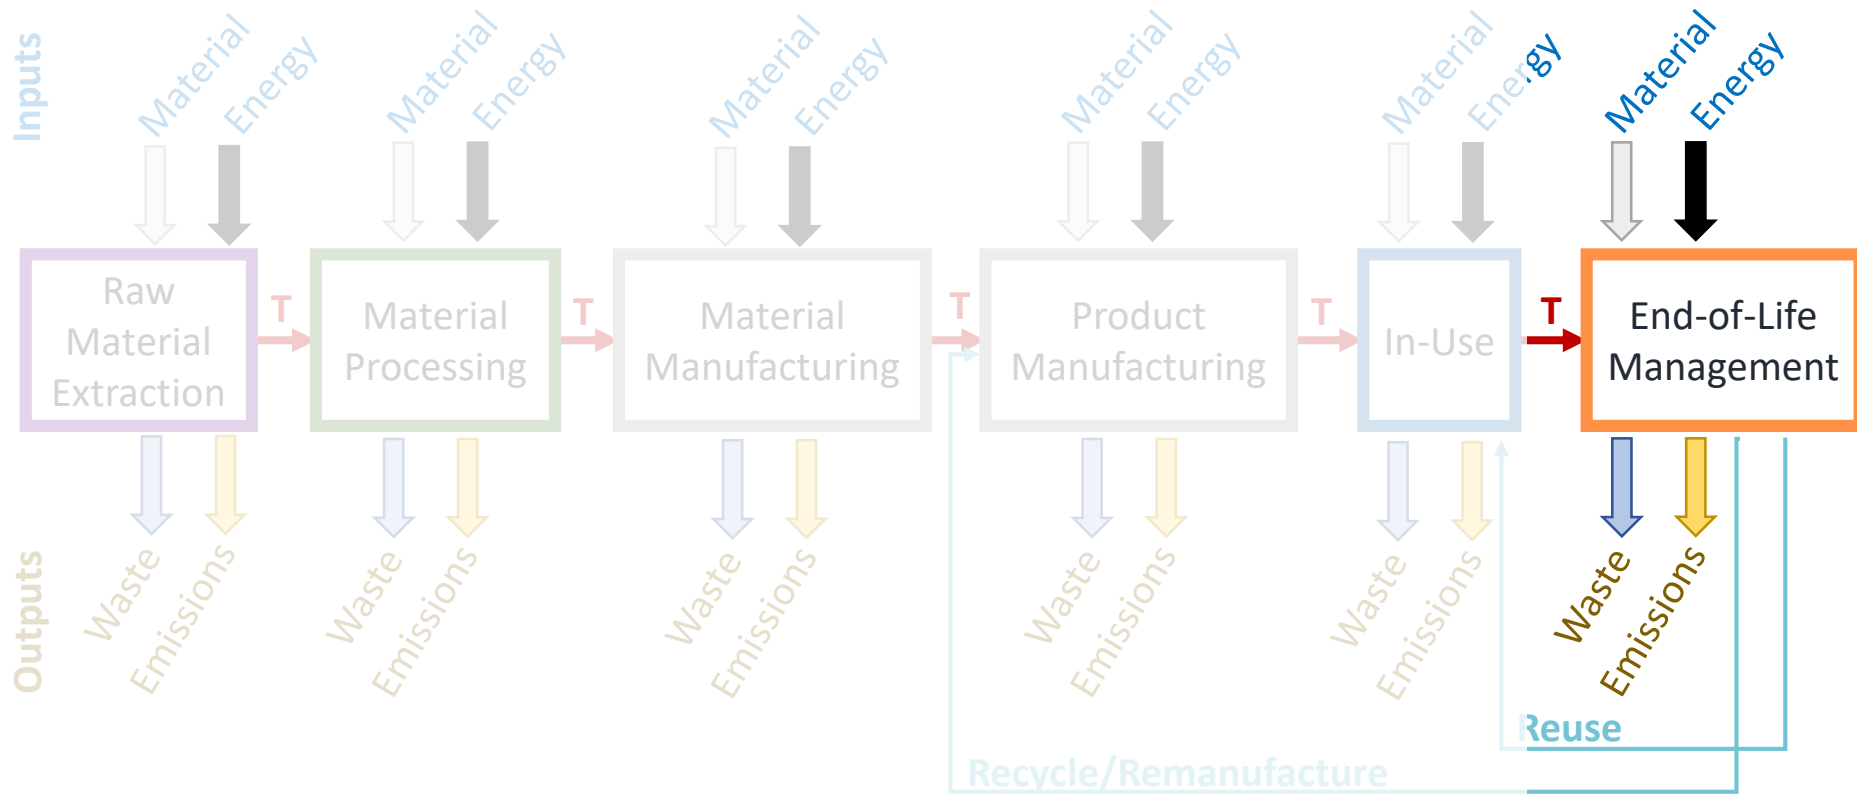 Inputs
Material
Energy
Material
Energy
Material
Energy
Material
Energy
Material
Energy
Material
Energy
Raw
Material
Extraction
T
Material
Processing
T
Material
Manufacturing
T
Product
Manufacturing
T
In-Use
T
End-of-Life
Management
Outputs
Waste
Emissions
Waste
Emissions
Waste
Emissions
Waste
Emissions
Waste
Emissions
Waste
Emissions
Reuse
Recycle/Remanufacture